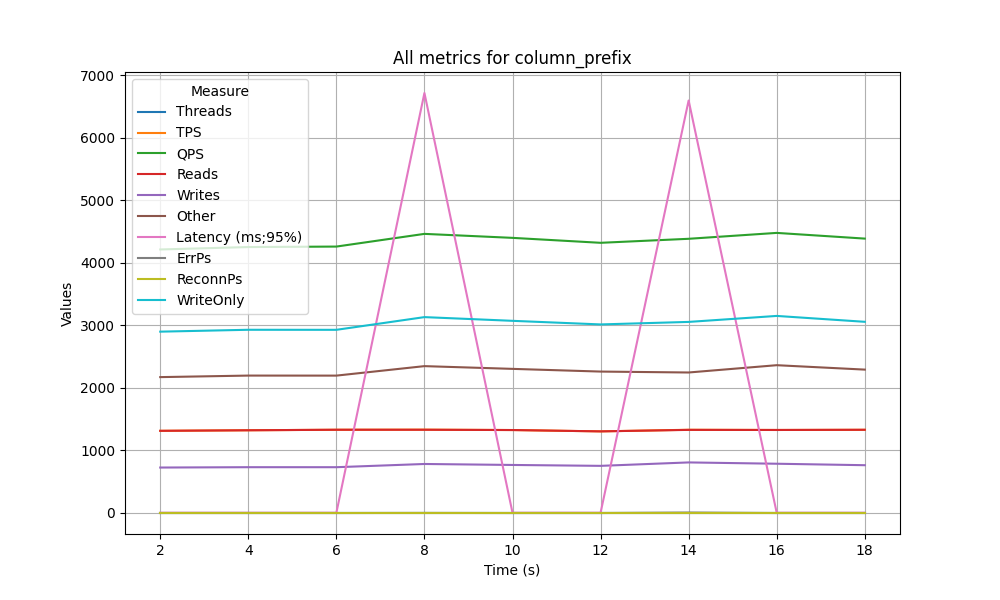 All metrics for column_prefix
Values
7000
6000
5000
4000
3000
2000
1000
0
Measure
Threads
TPS
QPS
Reads
Writes
Other
Latency (ms;95%)
ErrPs
ReconnPs
WriteOnly
2 4 6 8 10 12 14 16 18
Time (s)